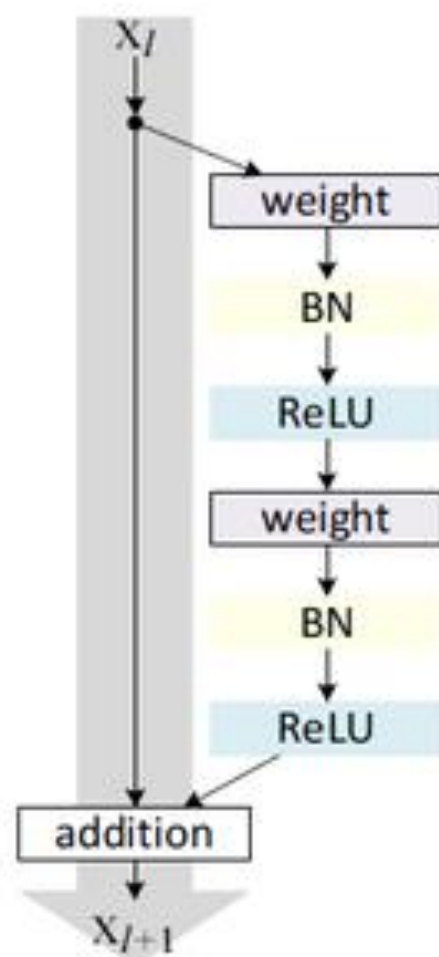 X_l
weight
BN
ReLU
weight
BN
ReLU
addition
X_{l+1}